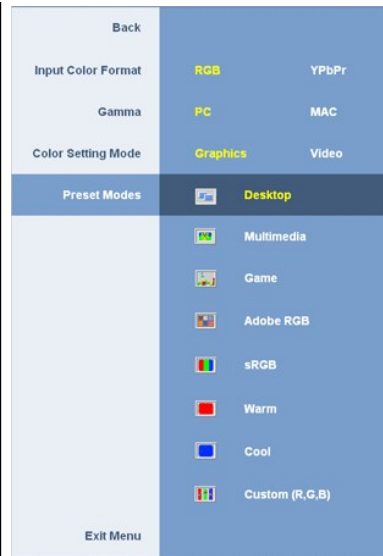 Back
Input Color Format RGB YPbPr
Gamma PC MAC
Color Setting Mode Graphics Video
Preset Modes Desktop
Multimedia
Game
Adobe RGB
sRGB
Warm
Cool
Custom (R,G,B)
Exit Menu